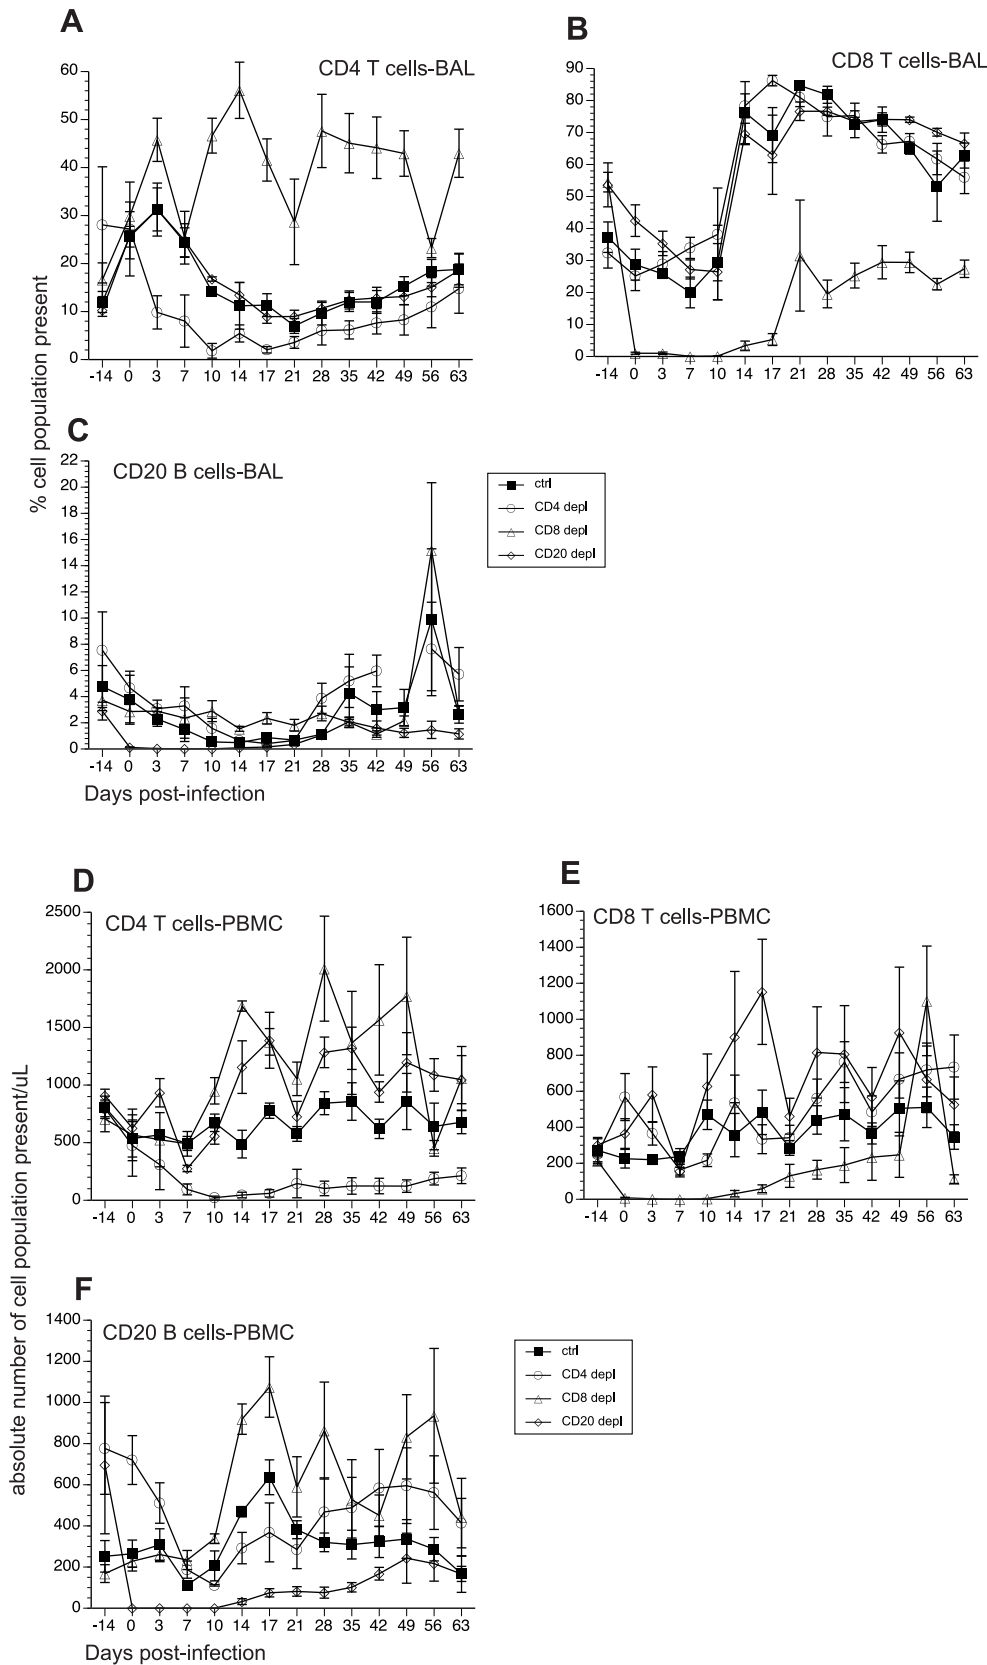 A
CD4 T cells-BAL
60
50
40
30
20
10
0
-14 0 3 7 10 14 17 21 28 35 42 49 56 63
B
CD8 T cells-BAL
90
80
70
60
50
40
30
20
10
0
-14 0 3 7 10 14 17 21 28 35 42 49 56 63
% cell population present
C
CD20 B cells-BAL
22
20
18
16
14
12
10
8
6
4
2
0
-14 0 3 7 10 14 17 21 28 35 42 49 56 63
Days post-infection
ctrl
CD4 depl
CD8 depl
CD20 depl
D
CD4 T cells-PBMC
2500
2000
1500
1000
500
0
-14 0 3 7 10 14 17 21 28 35 42 49 56 63
E
CD8 T cells-PBMC
1600
1400
1200
1000
800
600
400
200
0
-14 0 3 7 10 14 17 21 28 35 42 49 56 63
absolute number of cell population present/uL
F
CD20 B cells-PBMC
1400
1200
1000
800
600
400
200
0
-14 0 3 7 10 14 17 21 28 35 42 49 56 63
Days post-infection
ctrl
CD4 depl
CD8 depl
CD20 depl